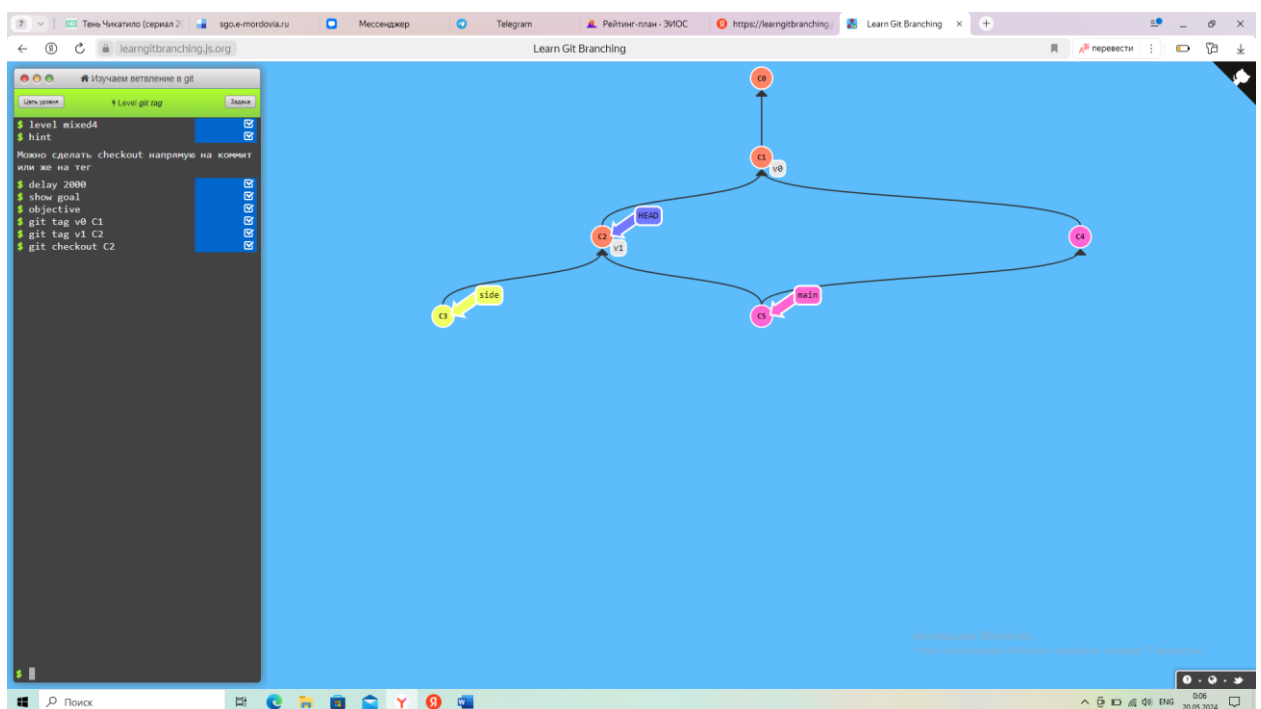 7
Тень Чикатило (сериал 20
sgo.e-mordovia.ru
Мессенджер
Telegram
Рейтинг-план - ЭИОС
https://learngitbranching.j
Learn Git Branching
learngitbranching.js.org
Learn Git Branching
перевести
Изучаем ветвление в git
Цель уровня
Level git tag
Задача
$ level mixed4
$ hint
Можно сделать checkout напрямую на коммит
или же на тег
$ delay 2000
$ show goal
$ objective
$ git tag v0 C1
$ git tag v1 C2
$ git checkout C2
$
C0
C1
v0
HEAD
C2
v1
C4
side
main
C3
C5
Поиск
ENG
0:06
20.05.2024